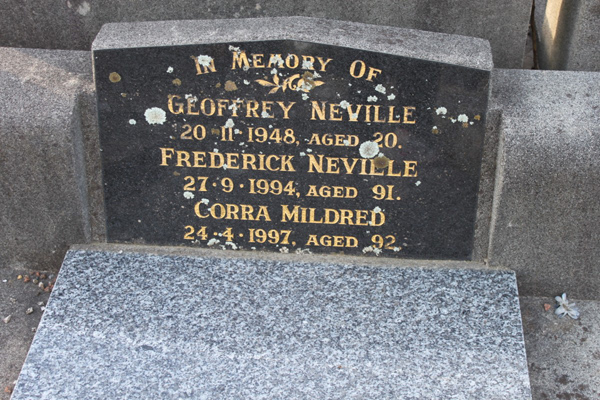 In Memory Of
Geoffrey Neville
20·11·1948, aged 20.
Frederick Neville
27·9·1994, aged 91.
Corra Mildred
24·4·1997, aged 92